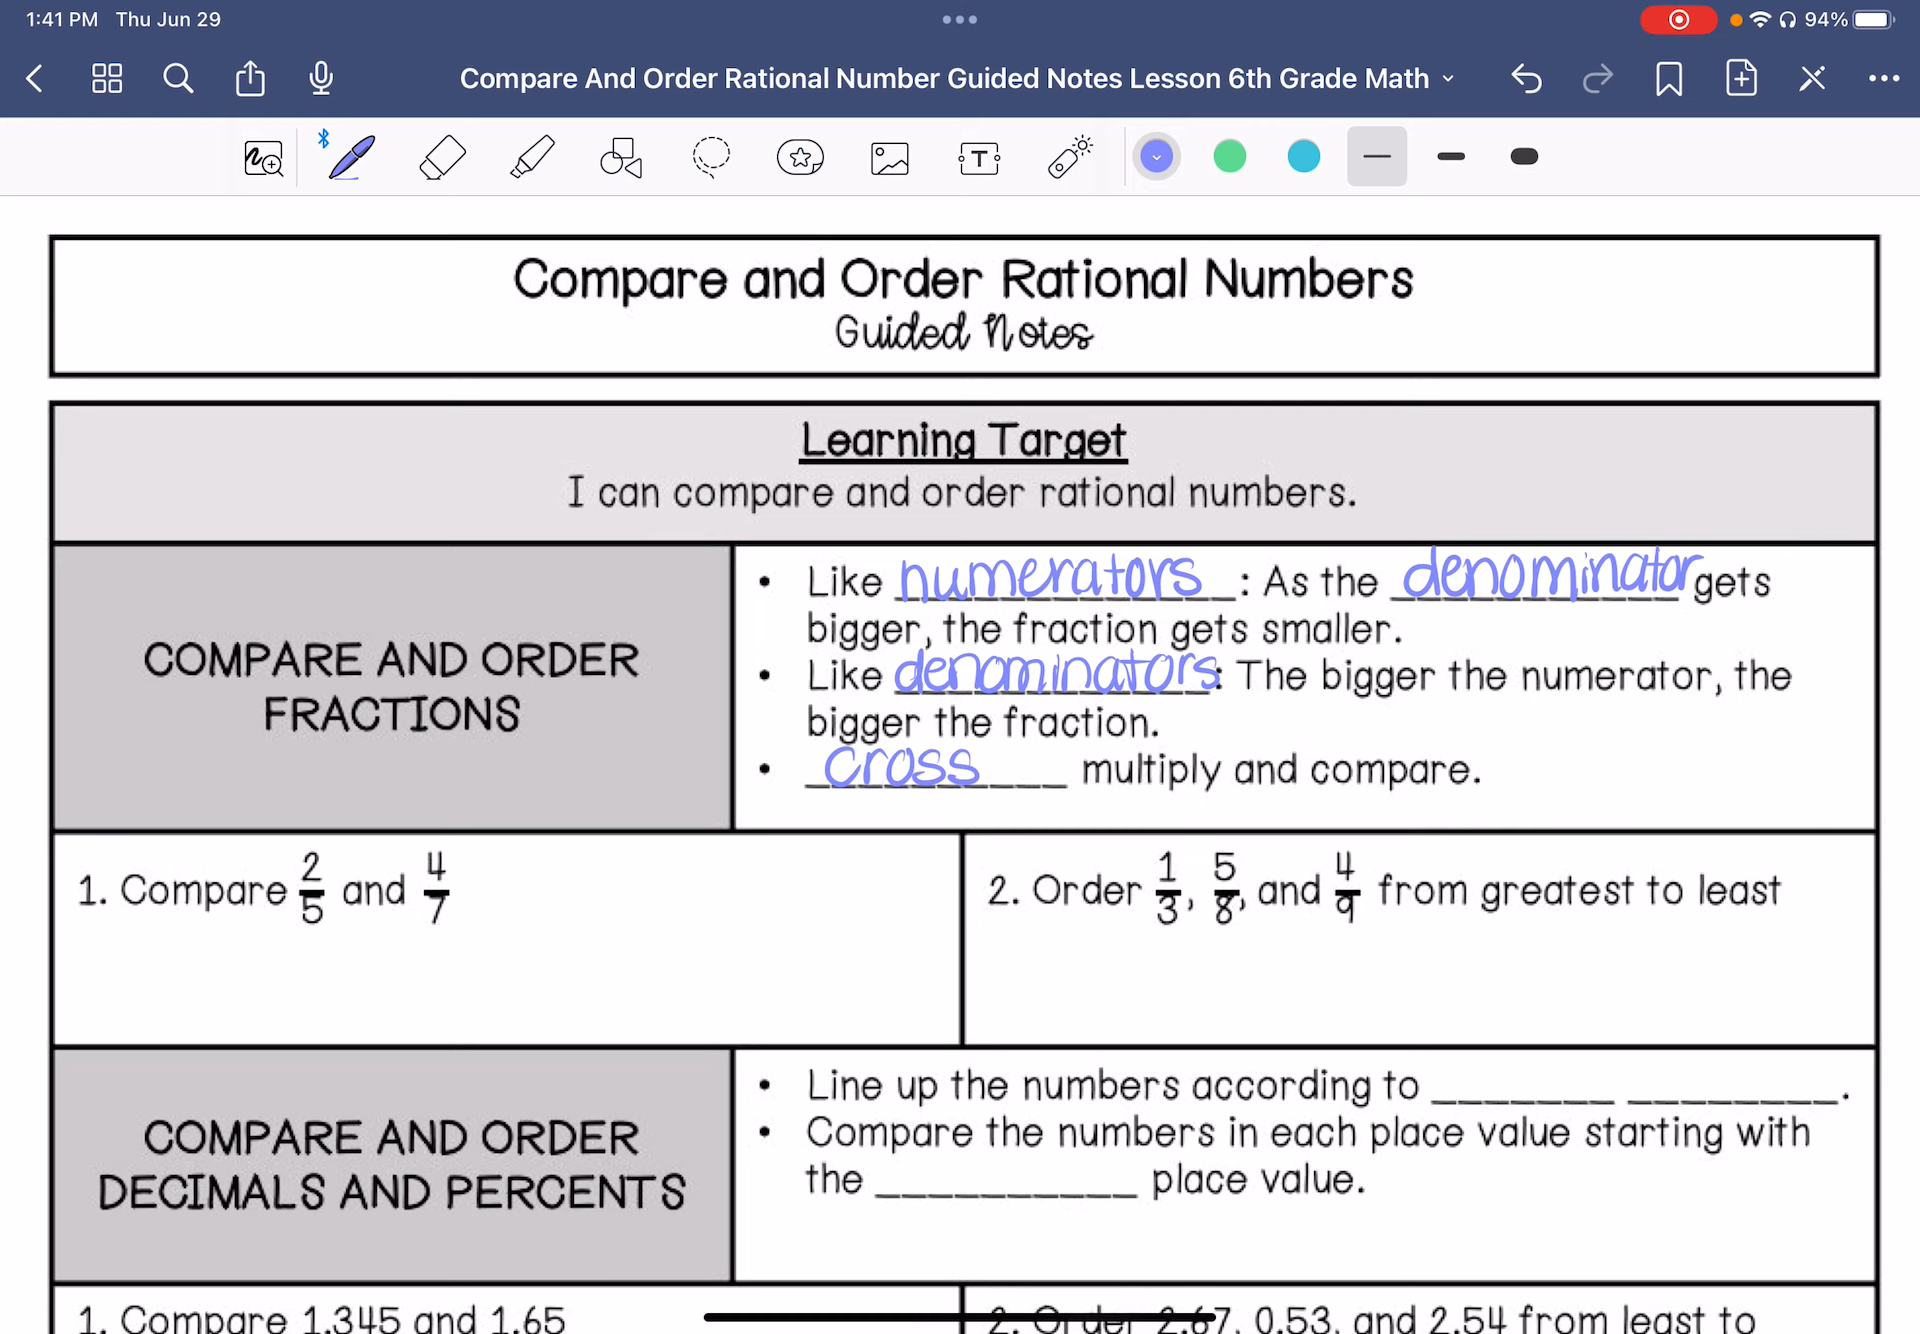 1:41 PM Thu Jun 29
94%
Compare And Order Rational Number Guided Notes Lesson 6th Grade Math
T
Compare and Order Rational Numbers
Guided Notes
Learning Target
I can compare and order rational numbers.
COMPARE AND ORDER
FRACTIONS
• Like numerators: As the denominator gets
bigger, the fraction gets smaller.
• Like denominators: The bigger the numerator, the
bigger the fraction.
• cross multiply and compare.
1. Compare 2/5 and 4/7
2. Order 1/3, 5/8, and 4/9 from greatest to least
COMPARE AND ORDER
DECIMALS AND PERCENTS
• Line up the numbers according to _______ ________.
• Compare the numbers in each place value starting with
the __________ place value.
1. Compare 1.345 and 1.65
2. Order 2.67, 0.53, and 2.54 from least to